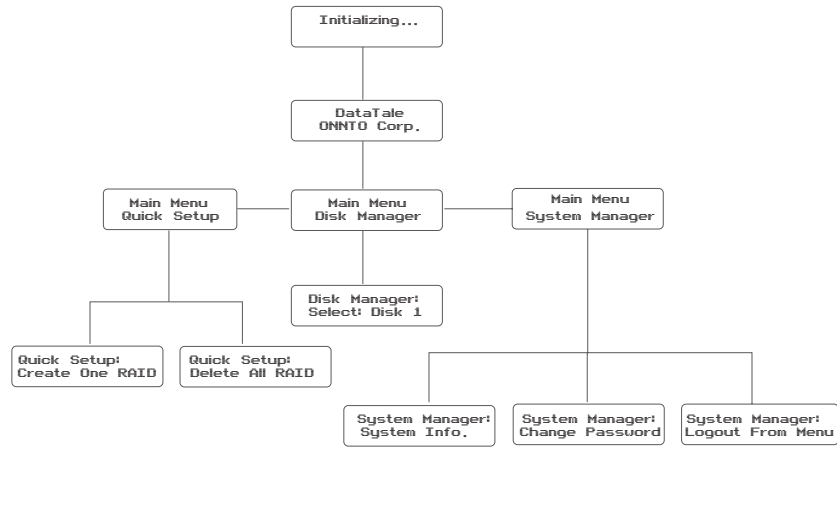 Initializing...
DataTale
ONNTO Corp.
Main Menu
Quick Setup
Main Menu
Disk Manager
Main Menu
System Manager
Disk Manager:
Select: Disk 1
Quick Setup:
Create One RAID
Quick Setup:
Delete All RAID
System Manager:
System Info.
System Manager:
Change Password
System Manager:
Logout From Menu